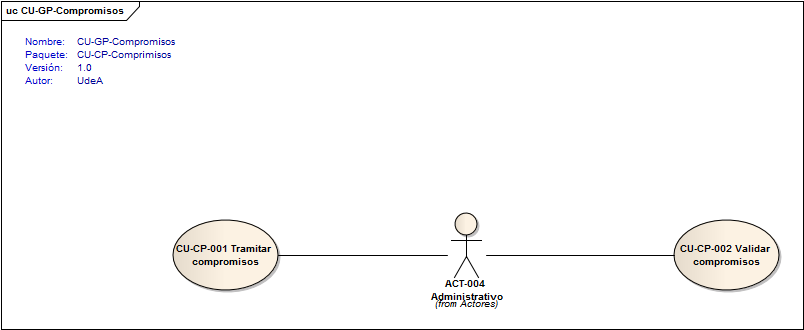 uc CU-GP-Compromisos
Nombre: CU-GP-Compromisos
Paquete: CU-CP-Comprimisos
Versión: 1.0
Autor: UdeA
CU-CP-001 Tramitar
compromisos
ACT-004
Administrativo
(from Actores)
CU-CP-002 Validar
compromisos